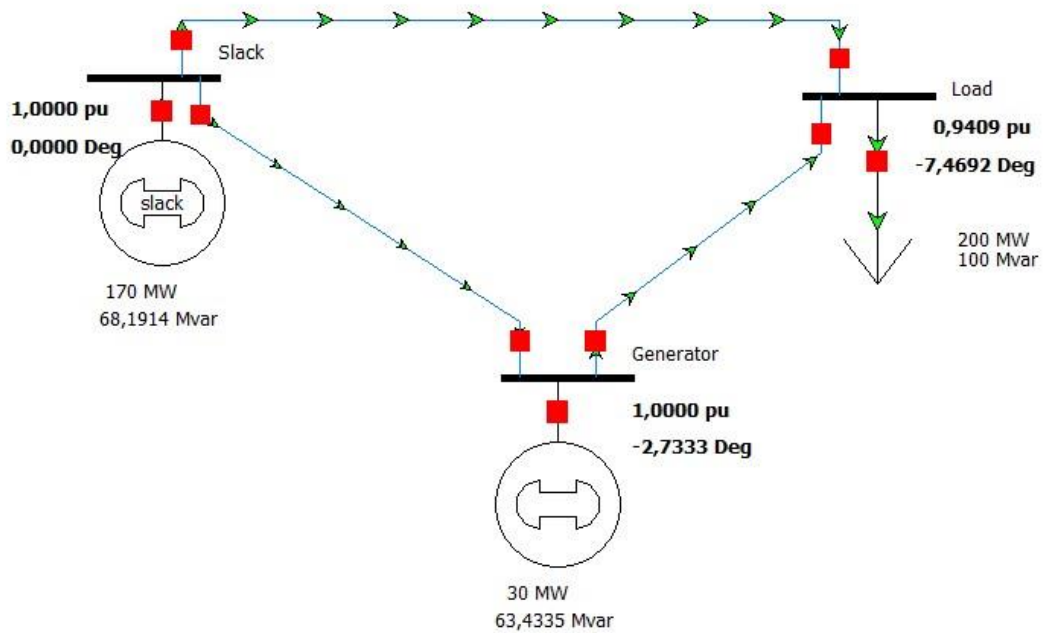 Slack
1,0000 pu
0,0000 Deg
slack
170 MW
68,1914 Mvar
Load
0,9409 pu
-7,4692 Deg
200 MW
100 Mvar
Generator
1,0000 pu
-2,7333 Deg
30 MW
63,4335 Mvar